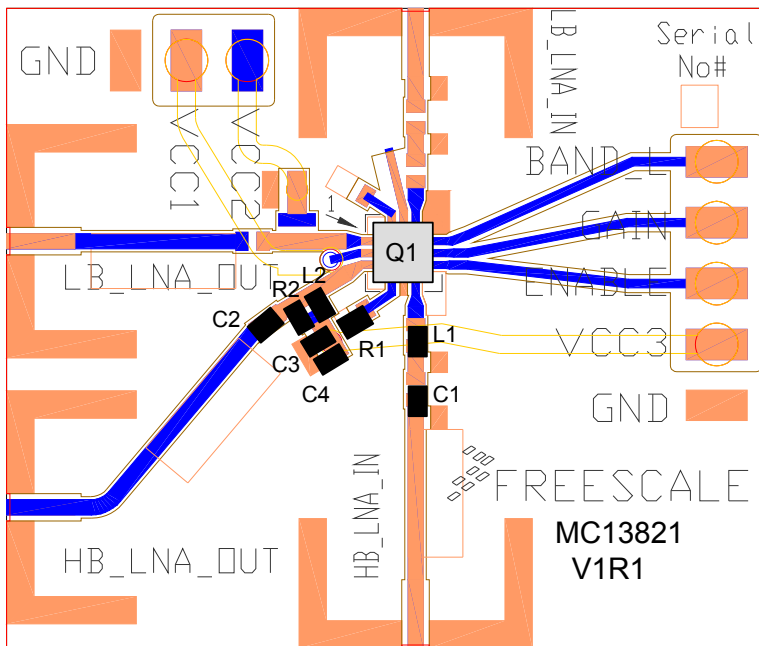 GND
VCC1
VCC2
LB_LNA_IN
Serial
No#
BAND_L
GAIN
ENABLE
VCC3
GND
1
Q1
LB_LNA_OUT
L2
R2
C2
C3
C4
R1
L1
C1
HB_LNA_IN
HB_LNA_OUT
FREESCALE
MC13821
V1R1